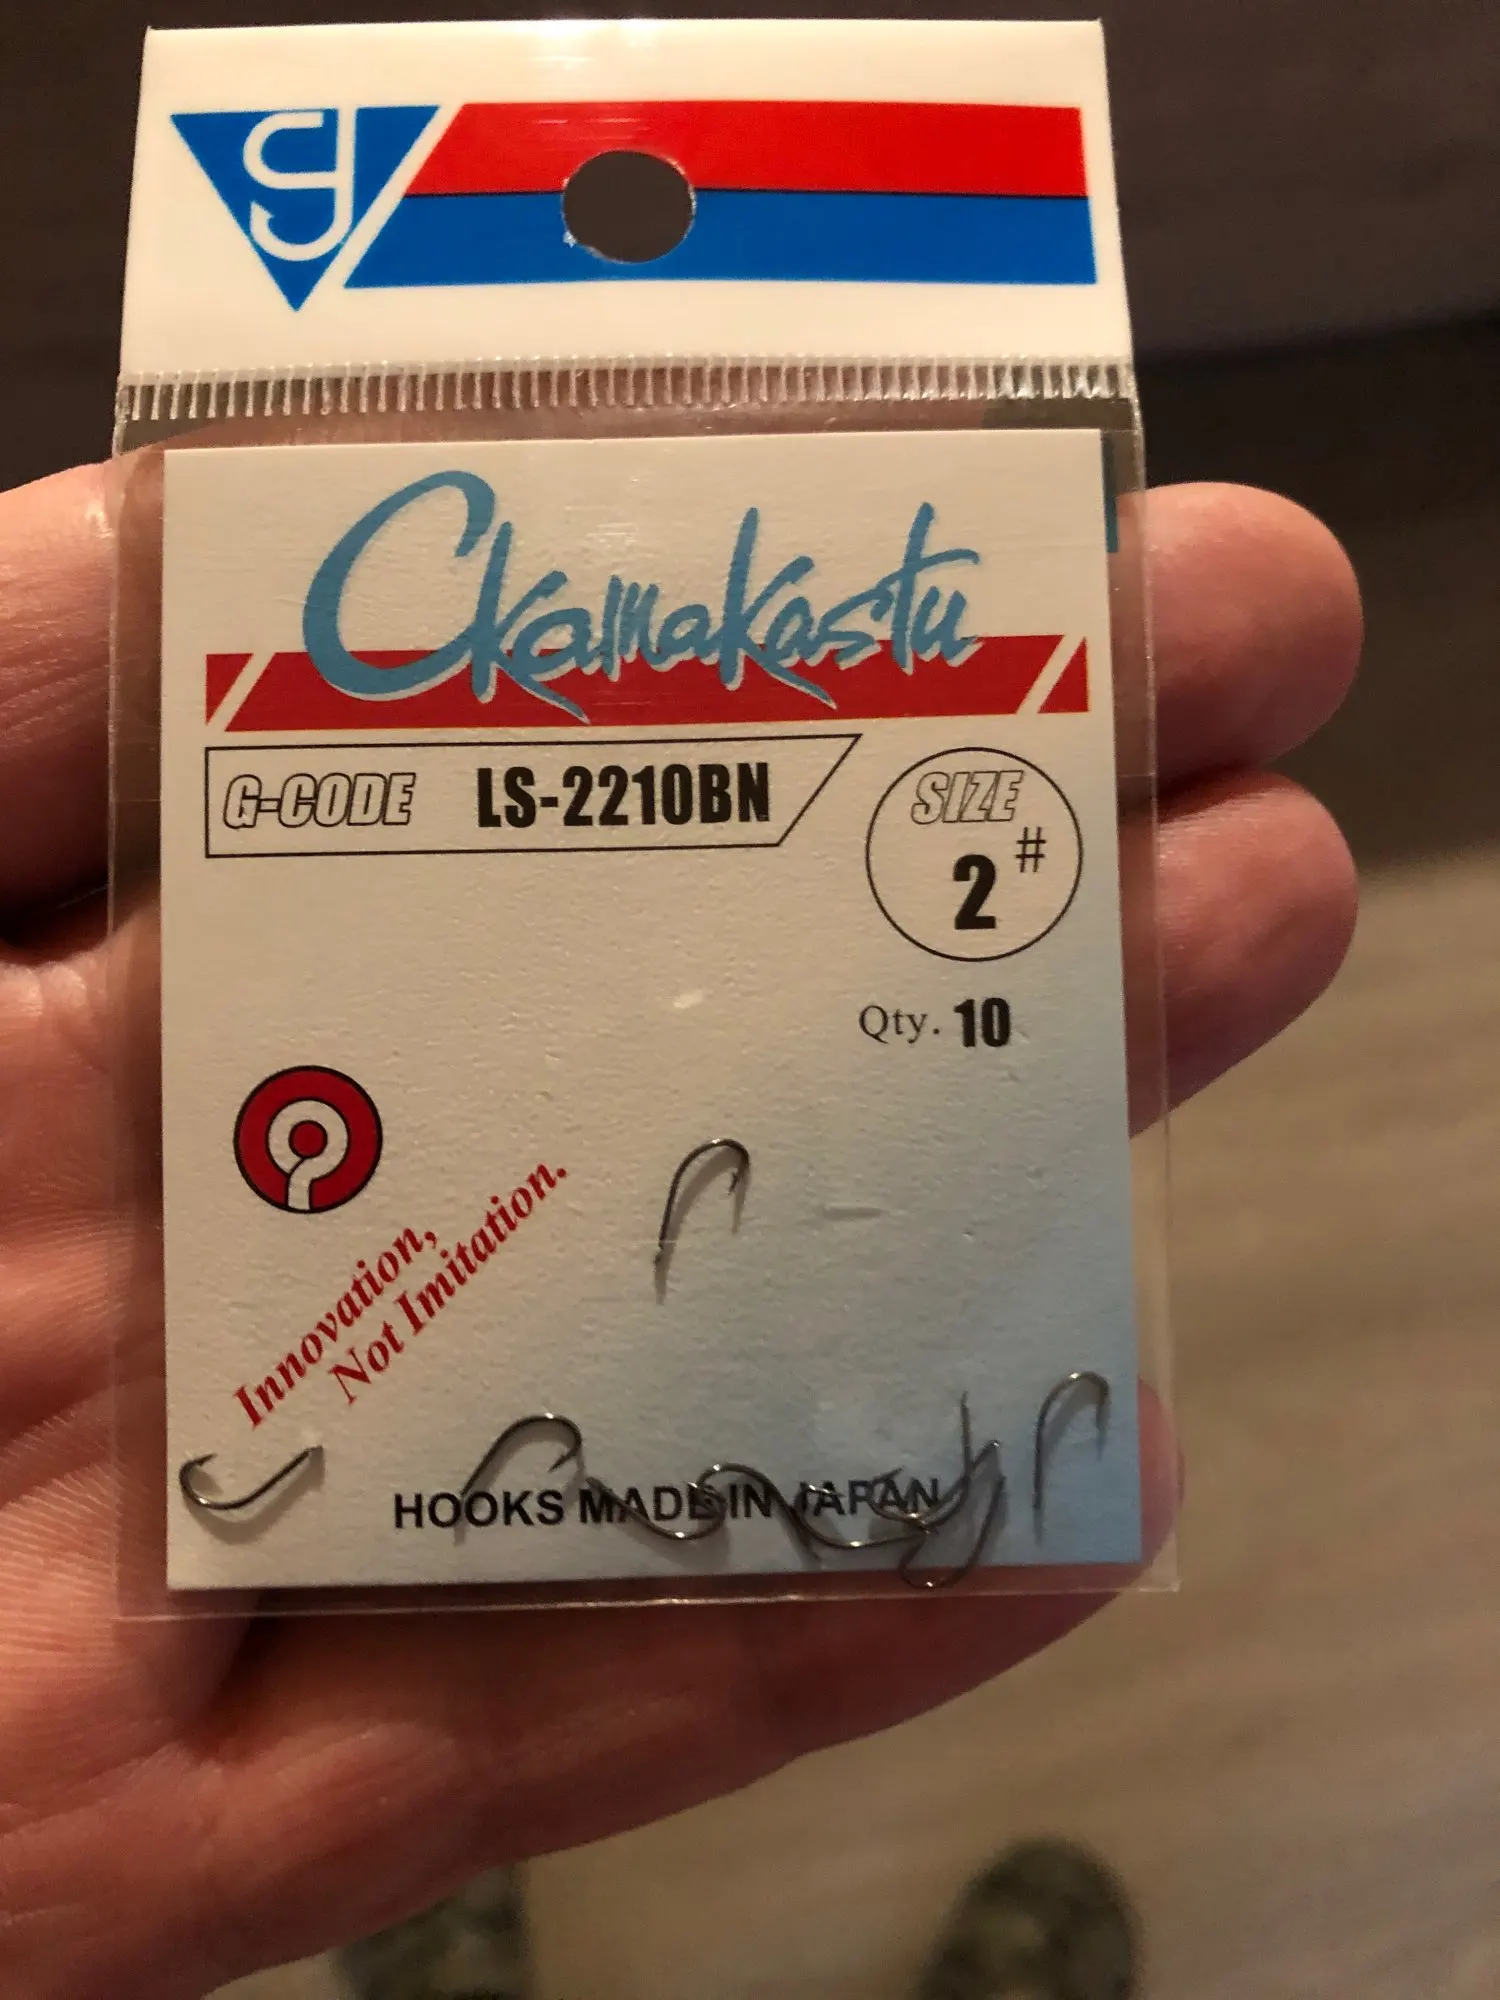 Ckamakastu
G-CODE LS-2210BN
SIZE
2#
Qty. 10
Innovation,
Not Imitation.
HOOKS MADE IN JAPAN